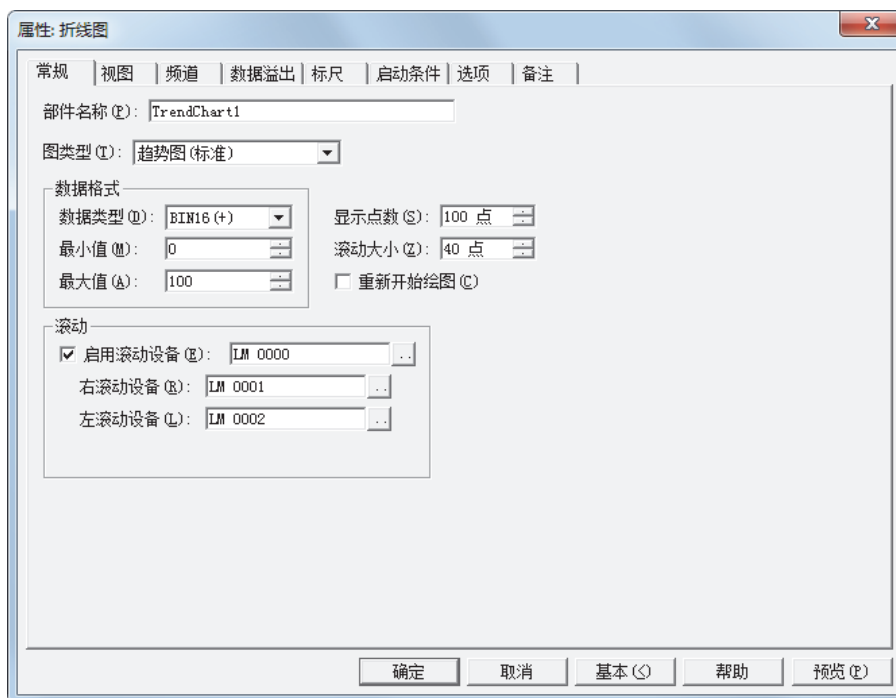 属性: 折线图
常规 视图 频道 数据溢出 标尺 启动条件 选项 备注
部件名称(P): TrendChart1
图类型(T): 趋势图(标准)
数据格式
数据类型(D): BIN16(+) 显示点数(S): 100 点
最小值(M): 0 滚动大小(Z): 40 点
最大值(A): 100 重新开始绘图(C)
滚动
启用滚动设备(E): LM 0000 ..
右滚动设备(R): LM 0001 ..
左滚动设备(L): LM 0002 ..
确定 取消 基本(<) 帮助 预览(P)